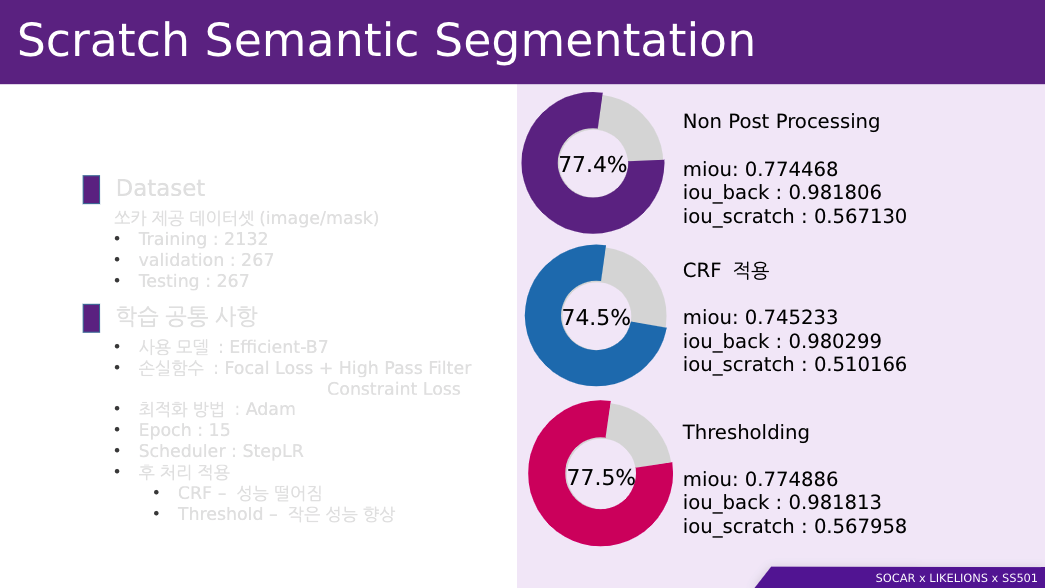 Scratch Semantic Segmentation
Dataset
쏘카 제공 데이터셋 (image/mask)
• Training : 2132
• validation : 267
• Testing : 267
학습 공통 사항
• 사용 모델 : Efficient-B7
• 손실함수 : Focal Loss + High Pass Filter
Constraint Loss
• 최적화 방법 : Adam
• Epoch : 15
• Scheduler : StepLR
• 후 처리 적용
• CRF – 성능 떨어짐
• Threshold – 작은 성능 향상
77.4%
Non Post Processing
miou: 0.774468
iou_back : 0.981806
iou_scratch : 0.567130
74.5%
CRF 적용
miou: 0.745233
iou_back : 0.980299
iou_scratch : 0.510166
77.5%
Thresholding
miou: 0.774886
iou_back : 0.981813
iou_scratch : 0.567958
SOCAR x LIKELIONS x SS501